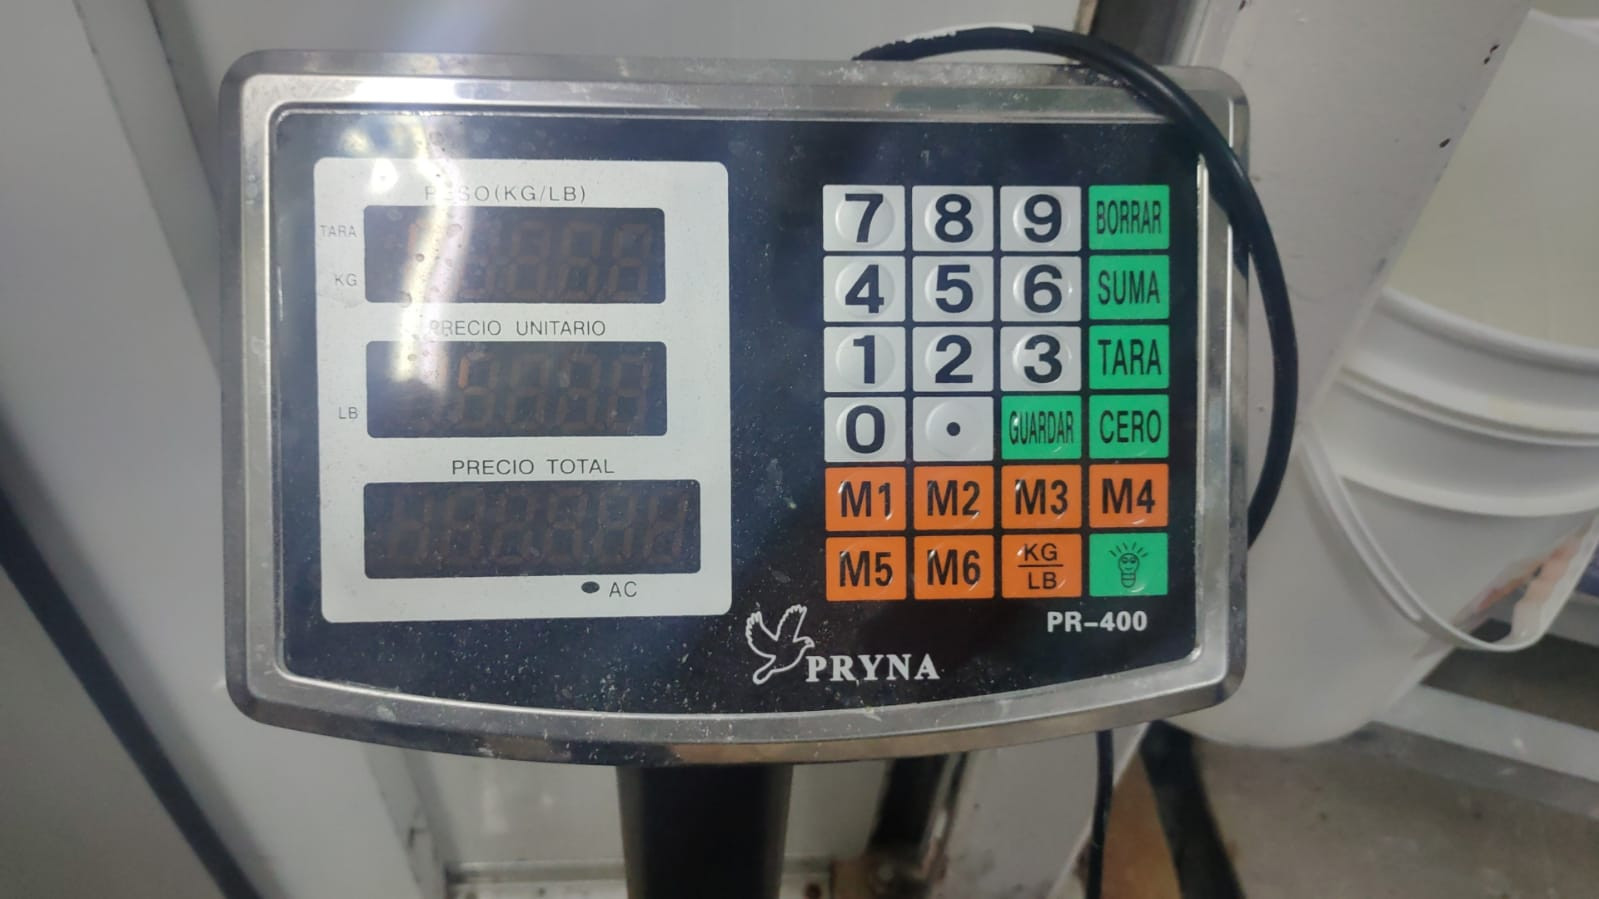 PESO(KG/LB)
TARA
KG
PRECIO UNITARIO
LB
PRECIO TOTAL
AC
7 8 9 BORRAR
4 5 6 SUMA
1 2 3 TARA
0 . GUARDAR CERO
M1 M2 M3 M4
M5 M6 KG
LB
PR-400
PRYNA